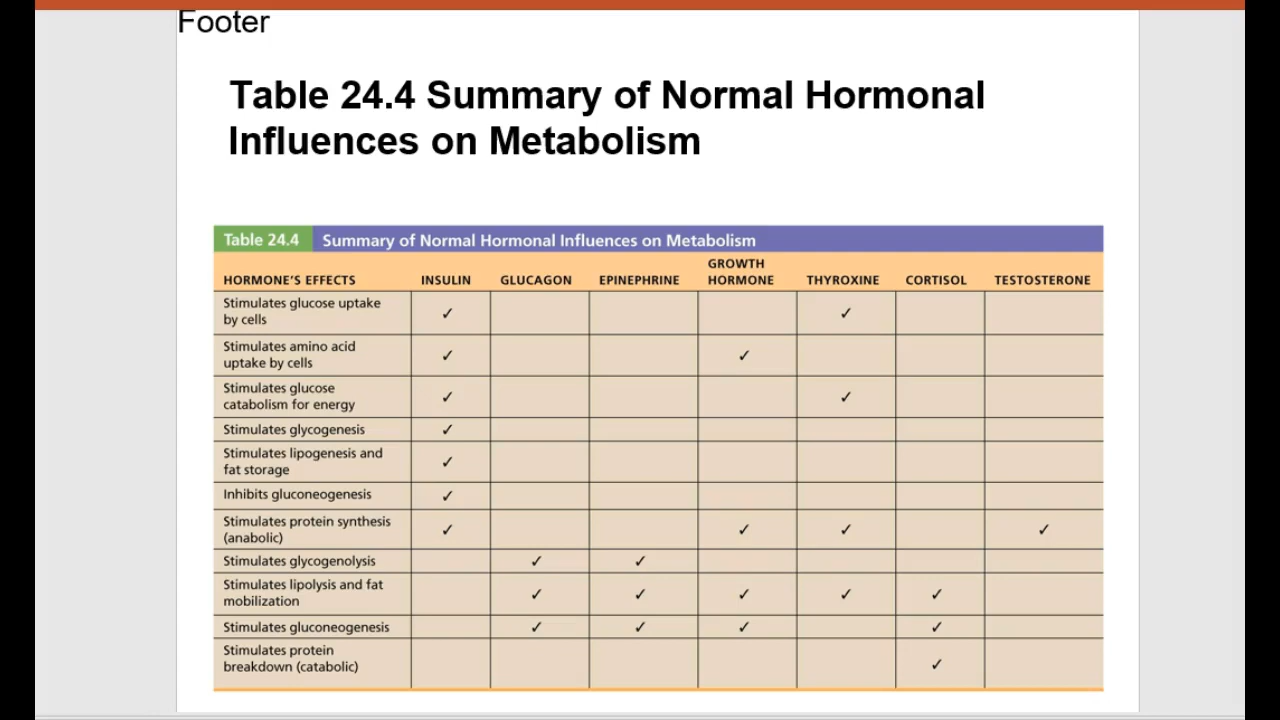 Footer
Table 24.4 Summary of Normal Hormonal
Influences on Metabolism
Table 24.4 Summary of Normal Hormonal Influences on Metabolism
HORMONE'S EFFECTS INSULIN GLUCAGON EPINEPHRINE GROWTH HORMONE THYROXINE CORTISOL TESTOSTERONE
Stimulates glucose uptake
by cells ✓ ✓
Stimulates amino acid
uptake by cells ✓ ✓
Stimulates glucose
catabolism for energy ✓ ✓
Stimulates glycogenesis ✓
Stimulates lipogenesis and
fat storage ✓
Inhibits gluconeogenesis ✓
Stimulates protein synthesis
(anabolic) ✓ ✓ ✓ ✓
Stimulates glycogenolysis ✓ ✓
Stimulates lipolysis and fat
mobilization ✓ ✓ ✓ ✓ ✓
Stimulates gluconeogenesis ✓ ✓ ✓ ✓
Stimulates protein
breakdown (catabolic) ✓